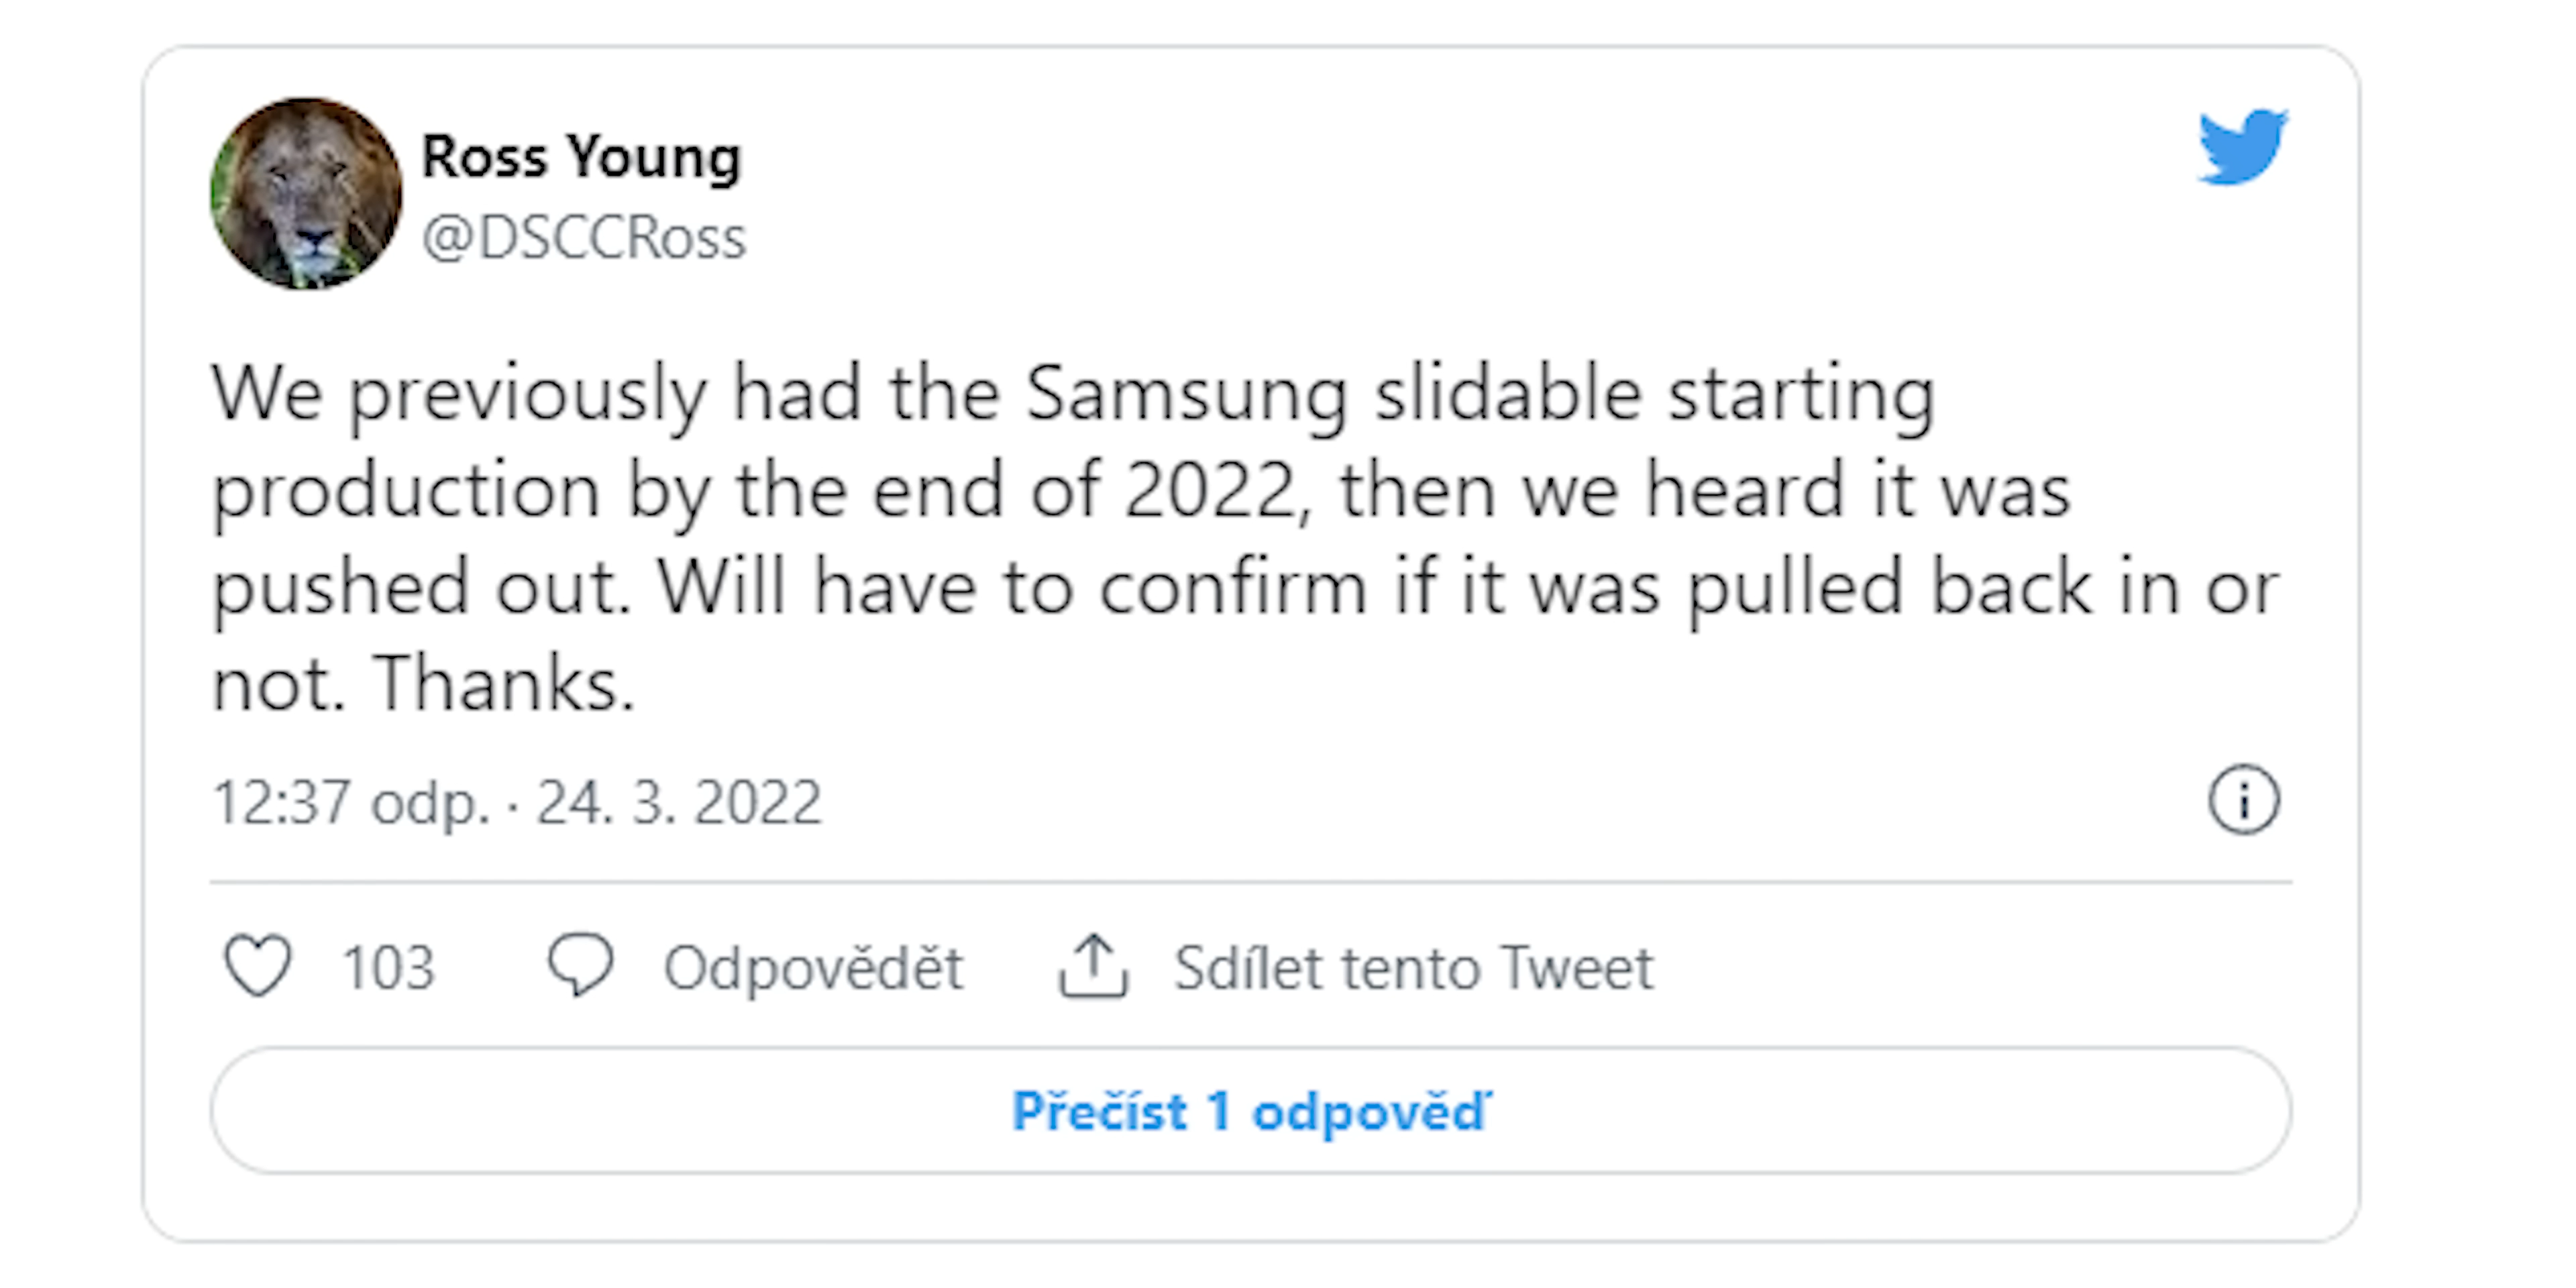 Ross Young
@DSCCRoss
We previously had the Samsung slidable starting
production by the end of 2022, then we heard it was
pushed out. Will have to confirm if it was pulled back in or
not. Thanks.
12:37 odp. · 24. 3. 2022
103 Odpovědět Sdílet tento Tweet
Přečíst 1 odpověď